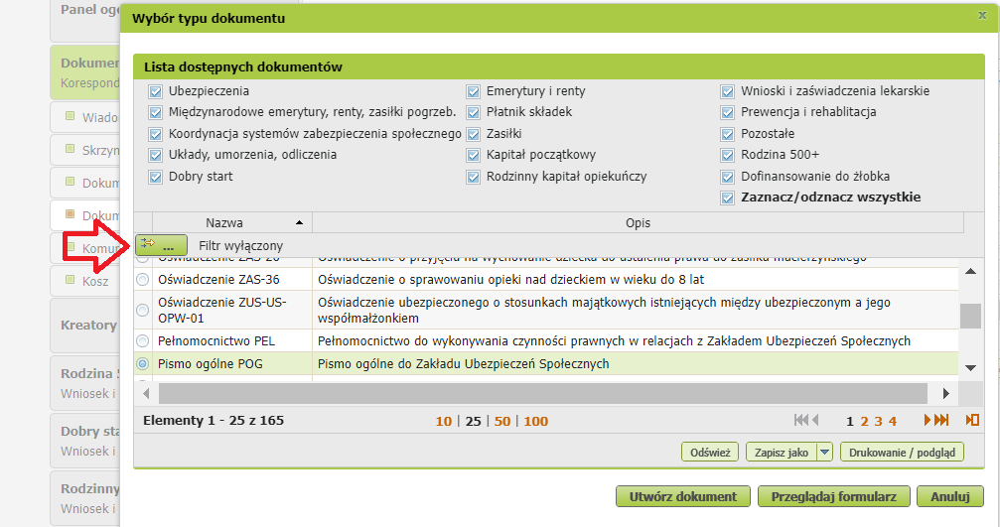 Panel ogó
Wybór typu dokumentu
Lista dostępnych dokumentów
Dokumen
Korespond
Ubezpieczenia
Emerytury i renty
Wnioski i zaświadczenia lekarskie
Międzynarodowe emerytury, renty, zasiłki pogrzeb.
Płatnik składek
Prewencja i rehablitacja
Wiado
Koordynacja systemów zabezpieczenia społecznego
Zasiłki
Pozostałe
Skrzyn
Układy, umorzenia, odliczenia
Kapitał początkowy
Rodzina 500+
Dokum
Dobry start
Rodzinny kapitał opiekuńczy
Dofinansowanie do żłobka
Zaznacz/odznacz wszystkie
Dokum
Nazwa
Opis
Komu
... Filtr wyłączony
Oświadczenie ZAS-26
Oświadczenie o przyjęciu na wychowanie dziecka do ustalenia prawa do zasiłku macierzyńskiego
Kosz
Oświadczenie ZAS-36
Oświadczenie o sprawowaniu opieki nad dzieckiem w wieku do 8 lat
Oświadczenie ZUS-US-
OPW-01
Oświadczenie ubezpieczonego o stosunkach majątkowych istniejących między ubezpieczonym a jego
współmałżonkiem
Kreatory
Pełnomocnictwo PEL
Pełnomocnictwo do wykonywania czynności prawnych w relacjach z Zakładem Ubezpieczeń Społecznych
Pismo ogólne POG
Pismo ogólne do Zakładu Ubezpieczeń Społecznych
Rodzina 5
Wniosek i
Elementy 1 - 25 z 165
10 | 25 | 50 | 100
1 2 3 4
Dobry sta
Wniosek i
Odśwież
Zapisz jako
Drukowanie / podgląd
Rodzinny
Wniosek i
Utwórz dokument
Przeglądaj formularz
Anuluj